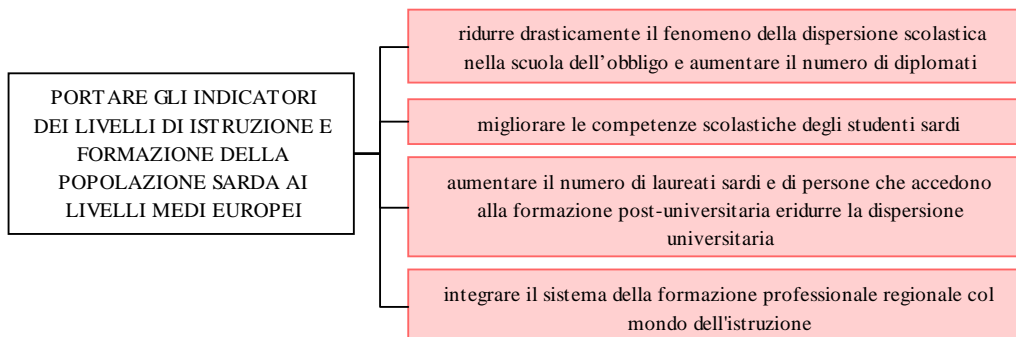 PORTARE GLI INDICATORI
DEI LIVELLI DI ISTRUZIONE E
FORMAZIONE DELLA
POPOLAZIONE SARDA AI
LIVELLI MEDI EUROPEI
ridurre drasticamente il fenomeno della dispersione scolastica
nella scuola dell’obbligo e aumentare il numero di diplomati
migliorare le competenze scolastiche degli studenti sardi
aumentare il numero di laureati sardi e di persone che accedono
alla formazione post-universitaria eridurre la dispersione
universitaria
integrare il sistema della formazione professionale regionale col
mondo dell'istruzione